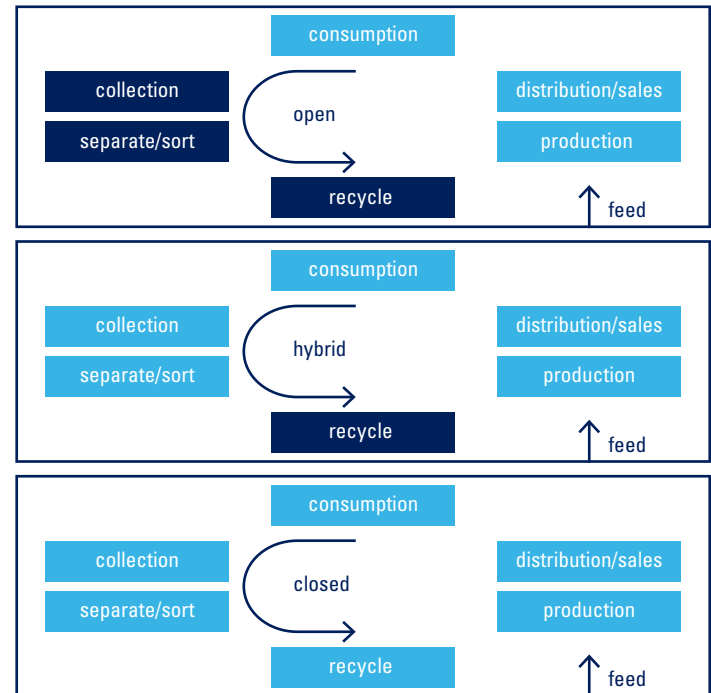 consumption
collection
distribution/sales
open
separate/sort
production
recycle
feed
consumption
collection
distribution/sales
hybrid
separate/sort
production
recycle
feed
consumption
collection
distribution/sales
closed
separate/sort
production
recycle
feed